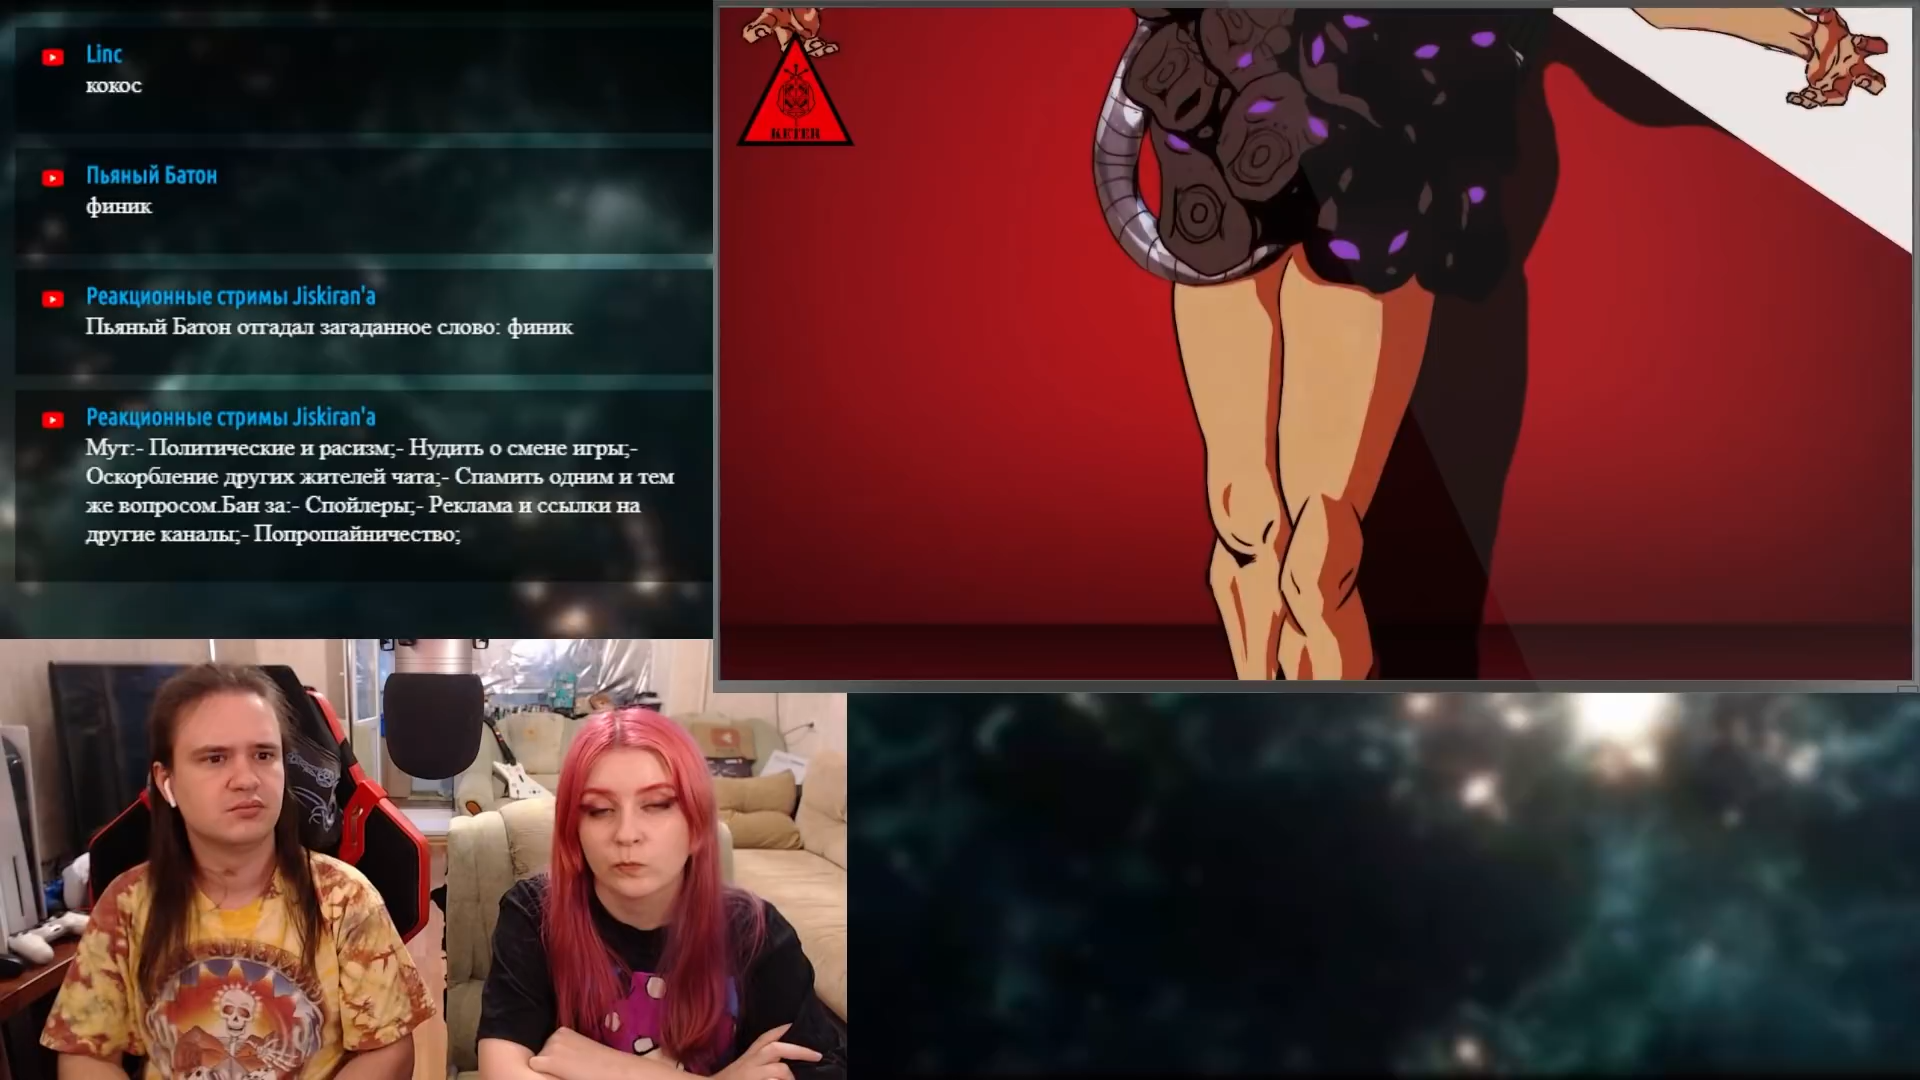 Linc
кокос
Пьяный Батон
финик
Реакционные стримы Jiskiran'a
Пьяный Батон отгадал загаданное слово: финик
Реакционные стримы Jiskiran'a
Мут:- Политические и расизм;- Нудить о смене игры;-
Оскорбление других жителей чата;- Спамить одним и тем
же вопросом.Бан за:- Спойлеры;- Реклама и ссылки на
другие каналы;- Попрошайничество;
KETER